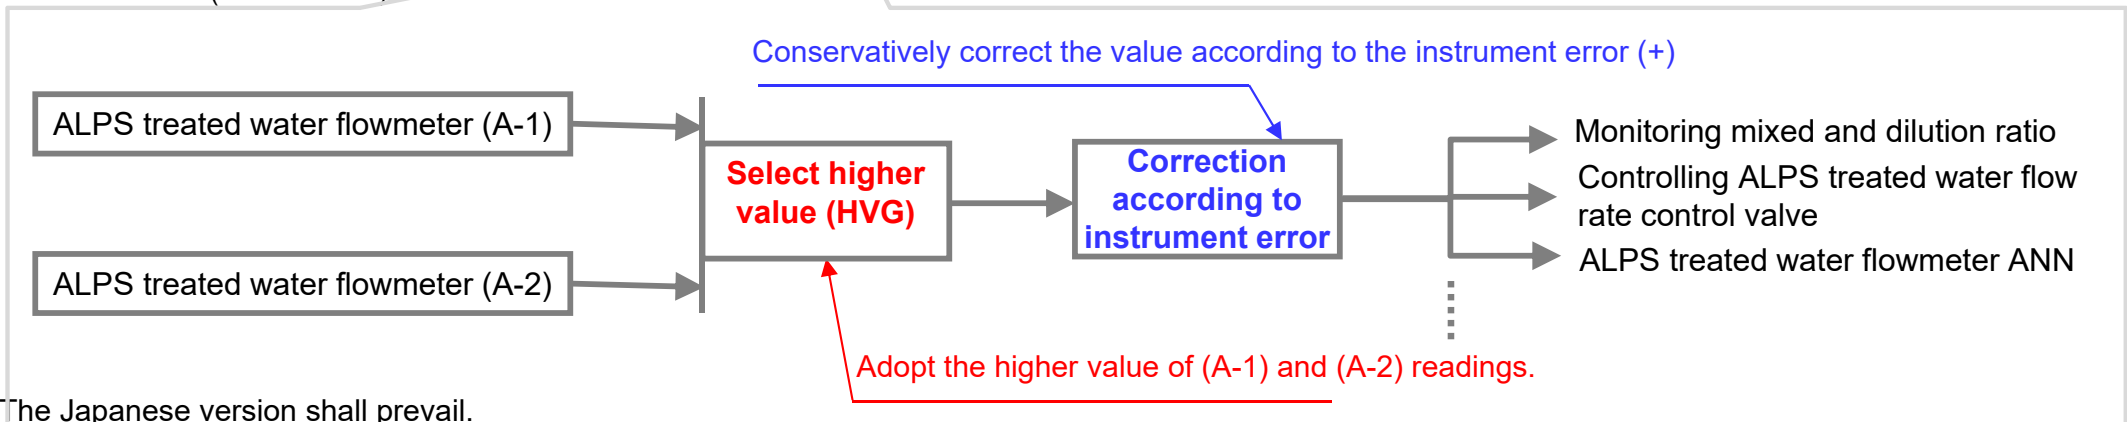 Conservatively correct the value according to the instrument error (+)
ALPS treated water flowmeter (A-1)
ALPS treated water flowmeter (A-2)
Select higher
value (HVG)
Correction
according to
instrument error
Monitoring mixed and dilution ratio
Controlling ALPS treated water flow
rate control valve
ALPS treated water flowmeter ANN
Adopt the higher value of (A-1) and (A-2) readings.
The Japanese version shall prevail.